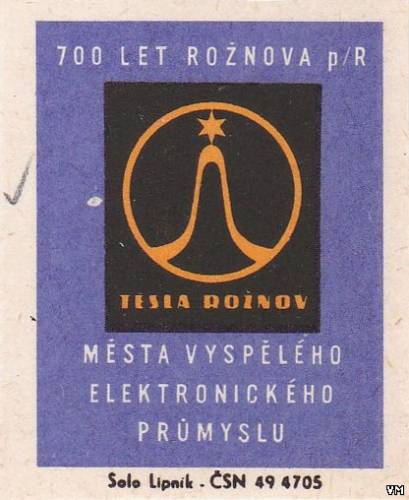 700 LET ROŽNOVA p/R
TESLA ROŽNOV
MĚSTA VYSPĚLÉHO
ELEKTRONICKÉHO
PRŮMYSLU
Solo Lipník - ČSN 49 4705
VM